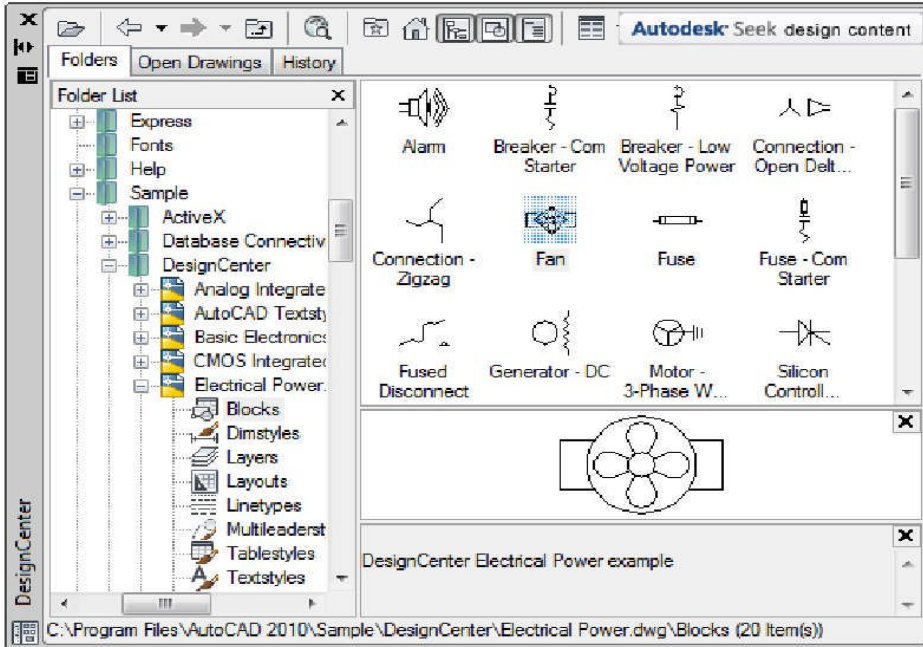 Autodesk Seek design content
Folders
Open Drawings
History
Folder List
Express
Fonts
Help
Sample
ActiveX
Database Connectiv
DesignCenter
Analog Integrate
AutoCAD Textsty
Basic Electronics
CMOS Integrated
Electrical Power.
Blocks
Dimstyles
Layers
Layouts
Linetypes
Multileaderst
Tablestyles
Textstyles
Alarm
Breaker - Com
Starter
Breaker - Low
Voltage Power
Connection -
Open Delt...
Connection -
Zigzag
Fan
Fuse
Fuse - Com
Starter
Fused
Disconnect
Generator - DC
Motor -
3-Phase W...
Silicon
Controll...
DesignCenter Electrical Power example
DesignCenter
C:\Program Files\AutoCAD 2010\Sample\DesignCenter\Electrical Power.dwg\Blocks (20 Item(s))